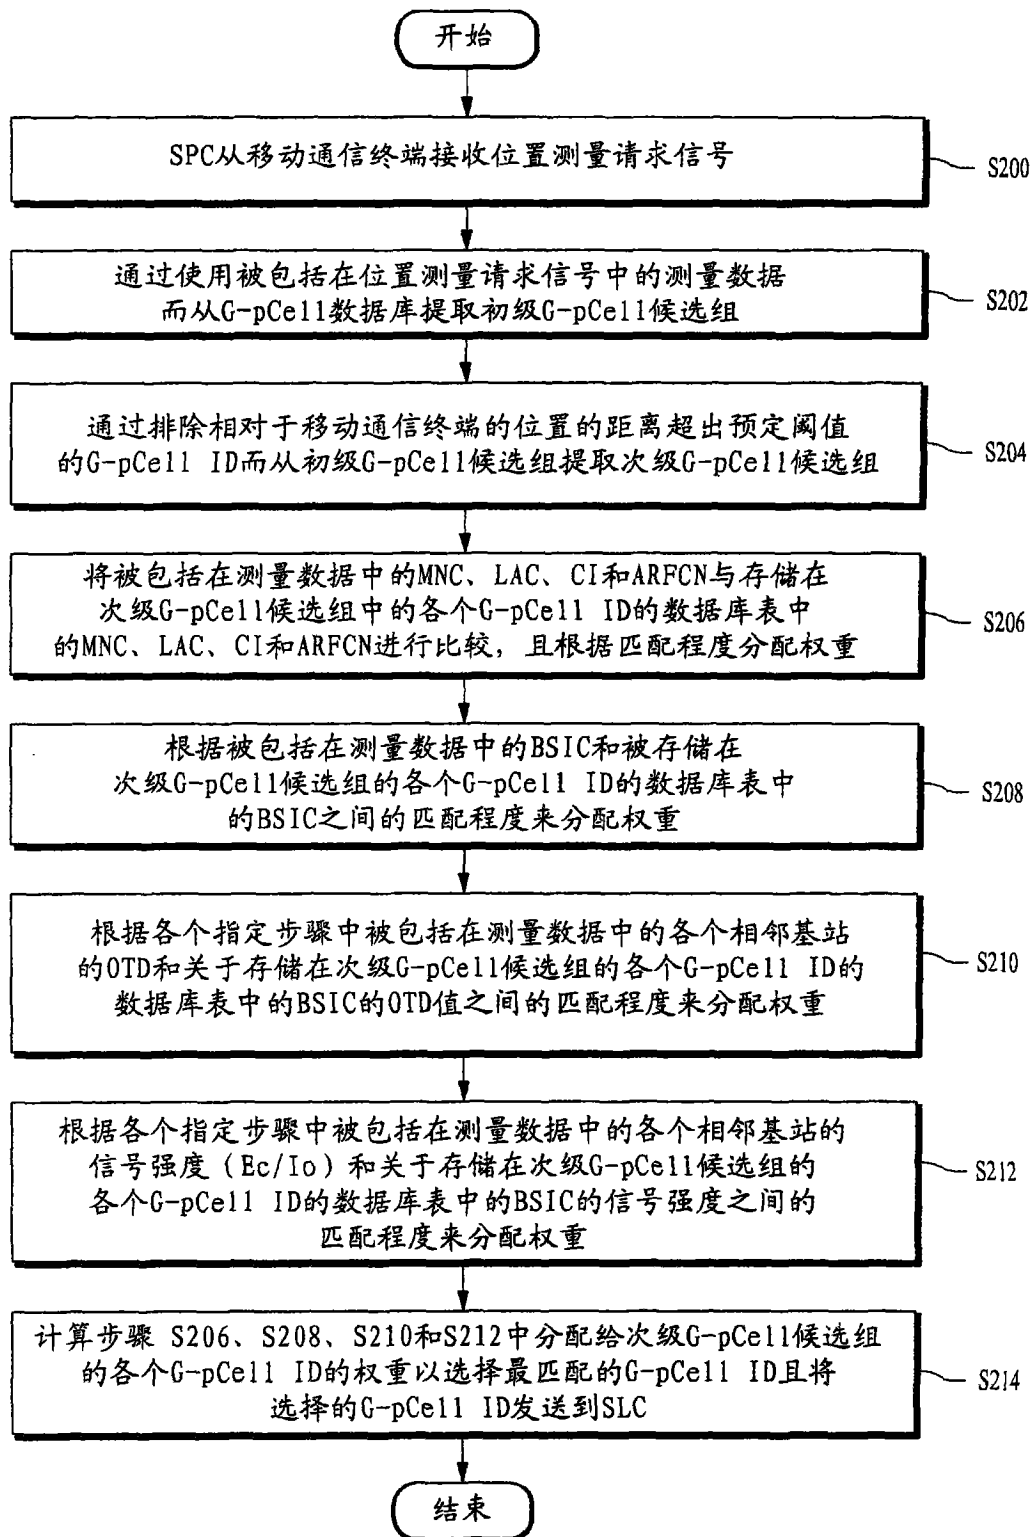 开始
SPC从移动通信终端接收位置测量请求信号
S200
通过使用被包括在位置测量请求信号中的测量数据
而从G-pCell数据库提取初级G-pCell候选组
S202
通过排除相对于移动通信终端的位置的距离超出预定阈值
的G-pCell ID而从初级G-pCell候选组提取次级G-pCell候选组
S204
将被包括在测量数据中的MNC、LAC、CI和ARFCN与存储在
次级G-pCell候选组中的各个G-pCell ID的数据库表中
的MNC、LAC、CI和ARFCN进行比较，且根据匹配程度分配权重
S206
根据被包括在测量数据中的BSIC和被存储在
次级G-pCell候选组的各个G-pCell ID的数据库表中
的BSIC之间的匹配程度来分配权重
S208
根据各个指定步骤中被包括在测量数据中的各个相邻基站
的OTD和关于存储在次级G-pCell候选组的各个G-pCell ID的
数据库表中的BSIC的OTD值之间的匹配程度来分配权重
S210
根据各个指定步骤中被包括在测量数据中的各个相邻基站的
信号强度（Ec/Io）和关于存储在次级G-pCell候选组的
各个G-pCell ID的数据库表中的BSIC的信号强度之间的
匹配程度来分配权重
S212
计算步骤 S206、S208、S210和S212中分配给次级G-pCell候选组
的各个G-pCell ID的权重以选择最匹配的G-pCell ID且将
选择的G-pCell ID发送到SLC
S214
结束